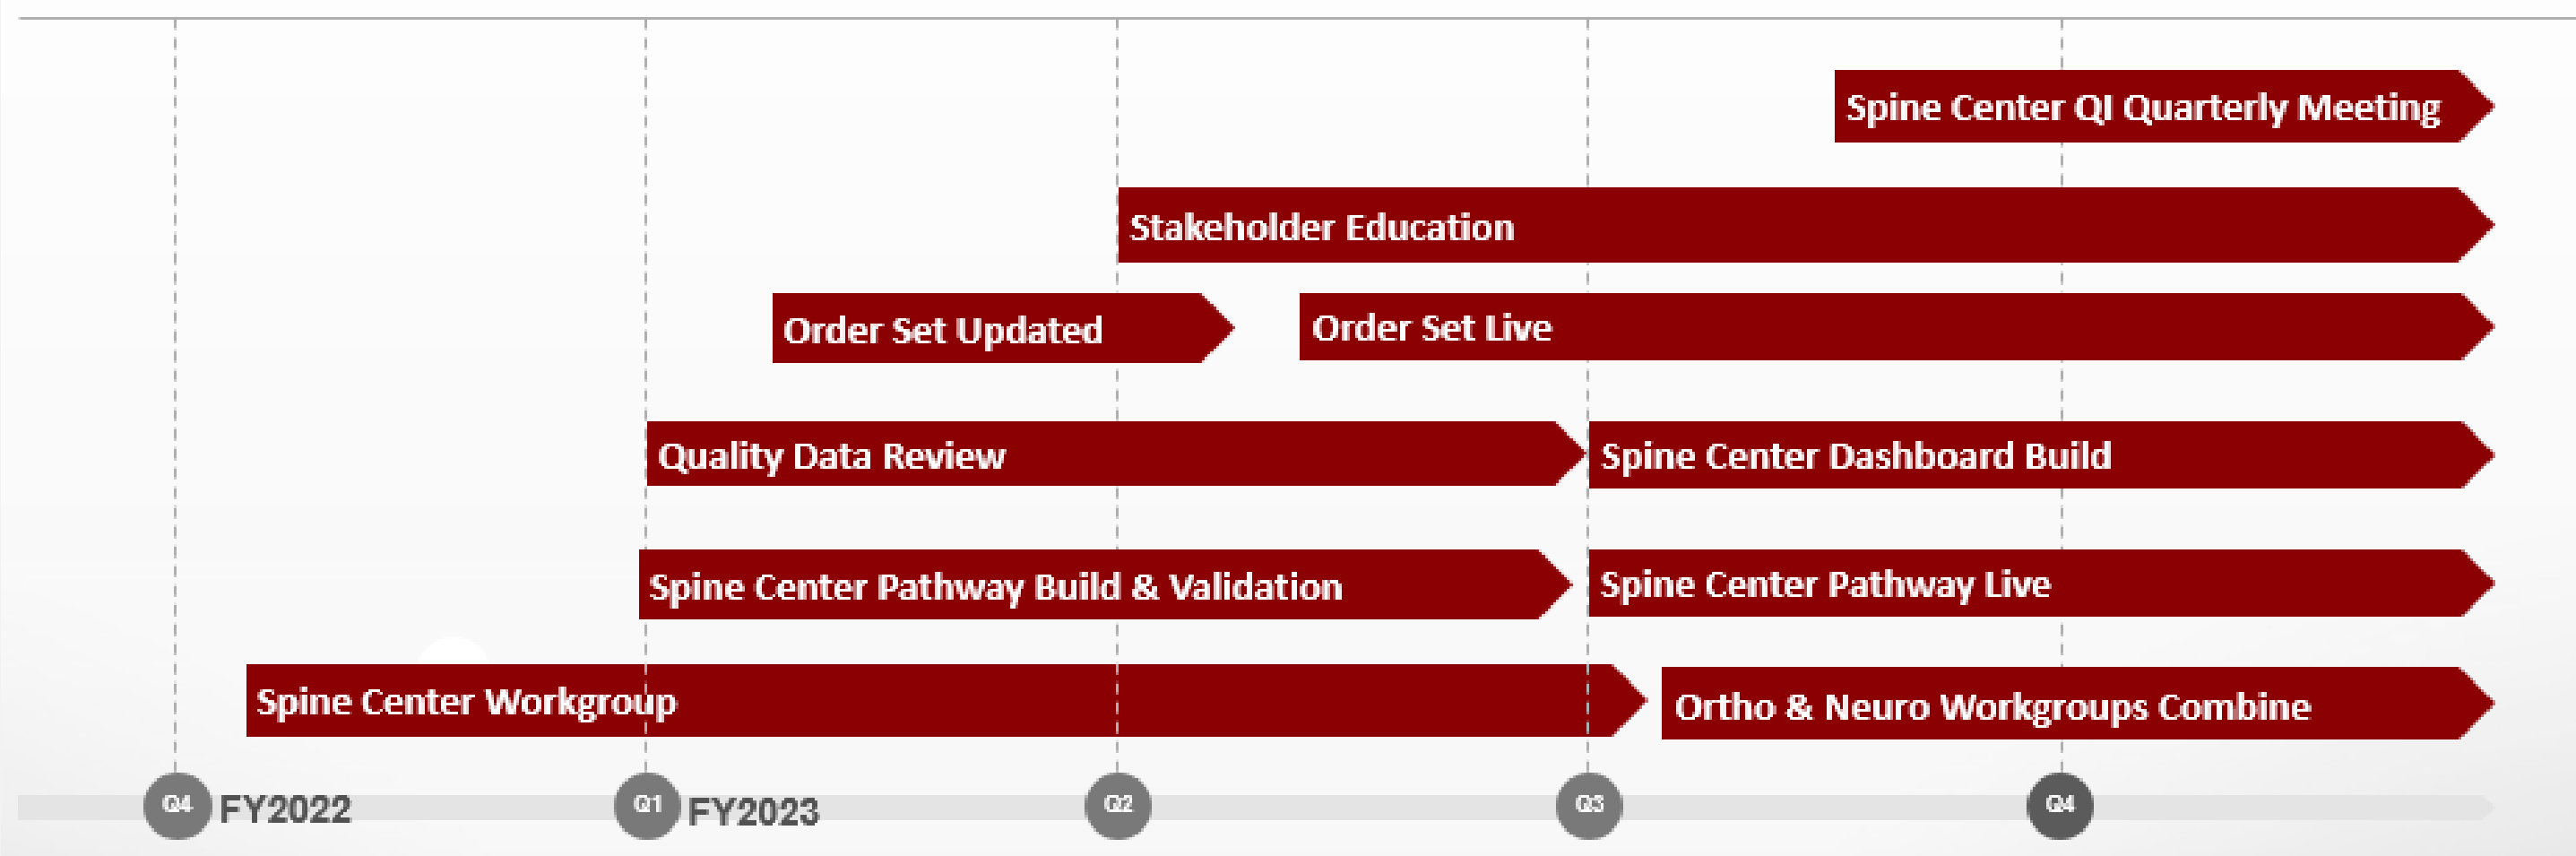 Spine Center QI Quarterly Meeting
Stakeholder Education
Order Set Updated
Order Set Live
Quality Data Review
Spine Center Dashboard Build
Spine Center Pathway Build & Validation
Spine Center Pathway Live
Spine Center Workgroup
Ortho & Neuro Workgroups Combine
Q4 FY2022
Q1 FY2023
Q2
Q3
Q4